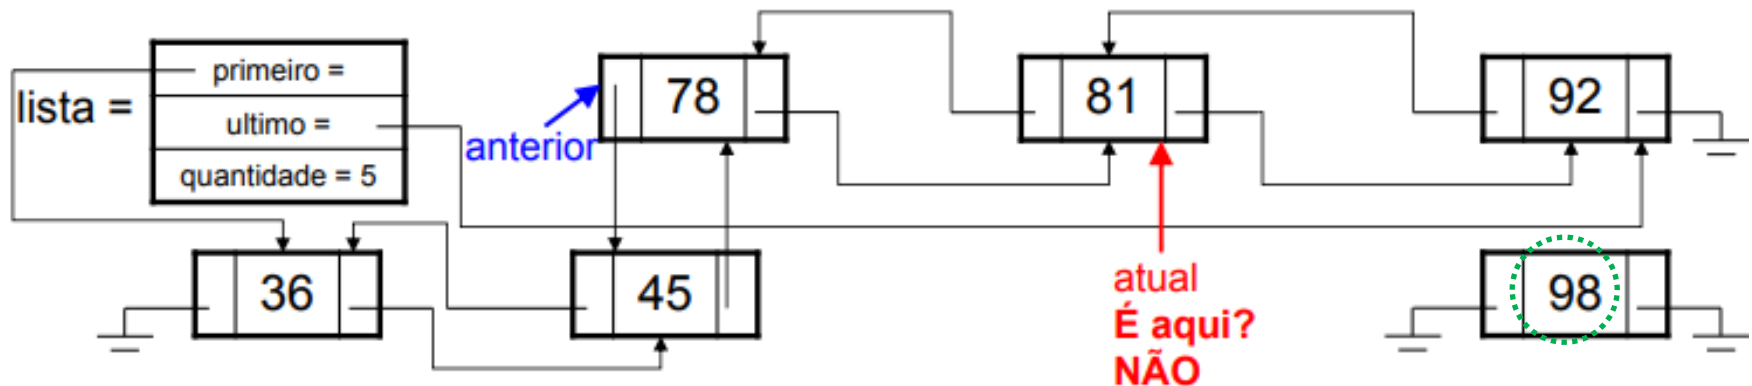 lista =
primeiro =
ultimo =
quantidade = 5
anterior
78
81
92
36
45
atual
É aqui?
NÃO
98